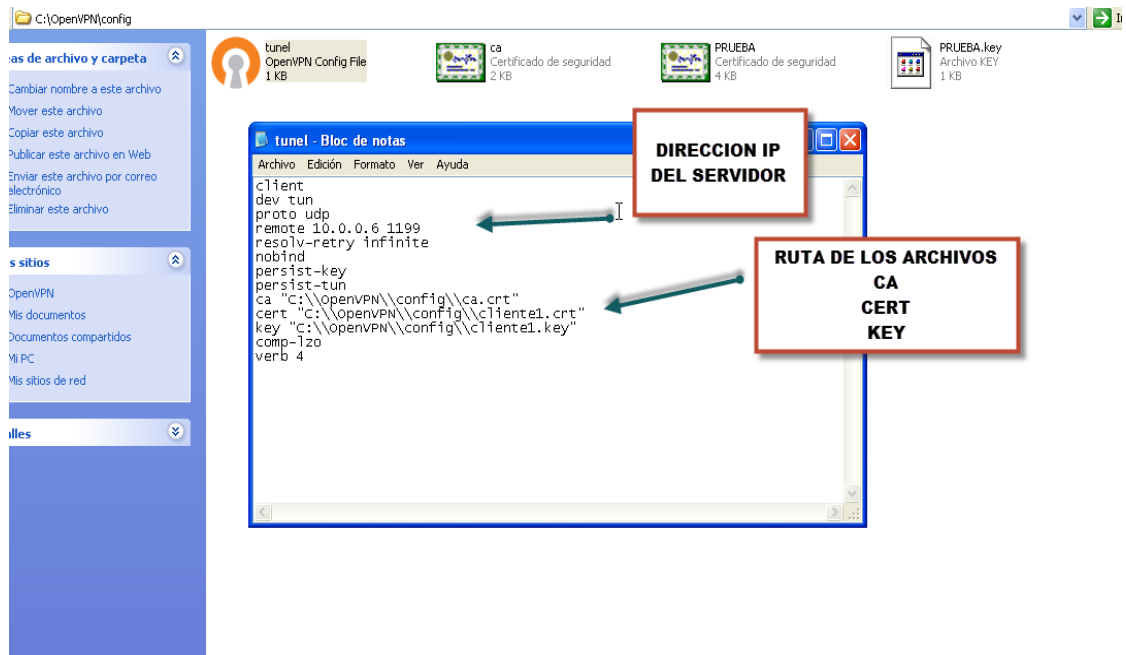 C:\OpenVPN\config
as de archivo y carpeta
Cambiar nombre a este archivo
Mover este archivo
Copiar este archivo
Publicar este archivo en Web
Enviar este archivo por correo
electrónico
Eliminar este archivo
s sitios
OpenVPN
Mis documentos
Documentos compartidos
Mi PC
Mis sitios de red
lles
tunel
OpenVPN Config File
1 KB
ca
Certificado de seguridad
2 KB
PRUEBA
Certificado de seguridad
4 KB
PRUEBA.key
Archivo KEY
1 KB
tunel - Bloc de notas
Archivo Edición Formato Ver Ayuda
client
dev tun
proto udp
remote 10.0.0.6 1199
resolv-retry infinite
nobind
persist-key
persist-tun
ca "C:\\OpenVPN\\config\\ca.crt"
cert "C:\\OpenVPN\\config\\cliente1.crt"
key "C:\\OpenVPN\\config\\cliente1.key"
comp-lzo
verb 4
DIRECCION IP
DEL SERVIDOR
RUTA DE LOS ARCHIVOS
CA
CERT
KEY